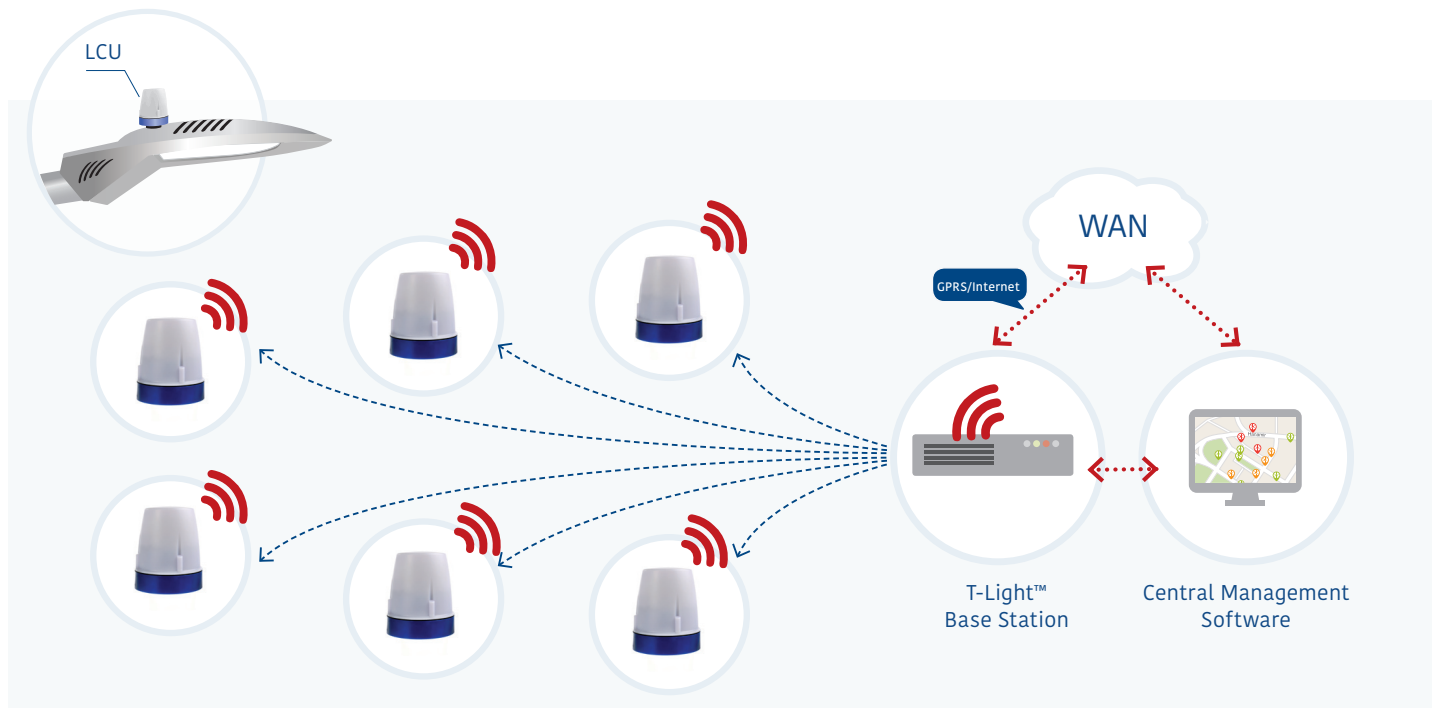 LCU
WAN
GPRS/Internet
T-Light™
Base Station
Central Management
Software